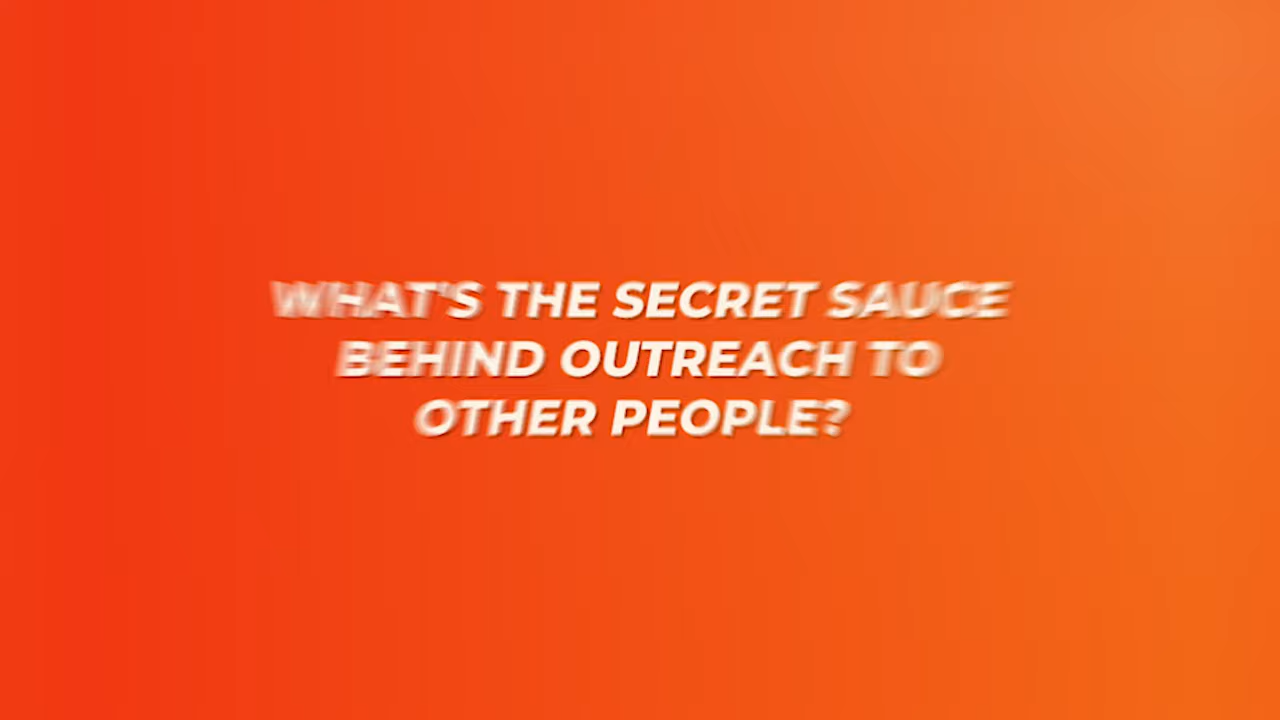 WHAT'S THE SECRET SAUCE
BEHIND OUTREACH TO
OTHER PEOPLE?